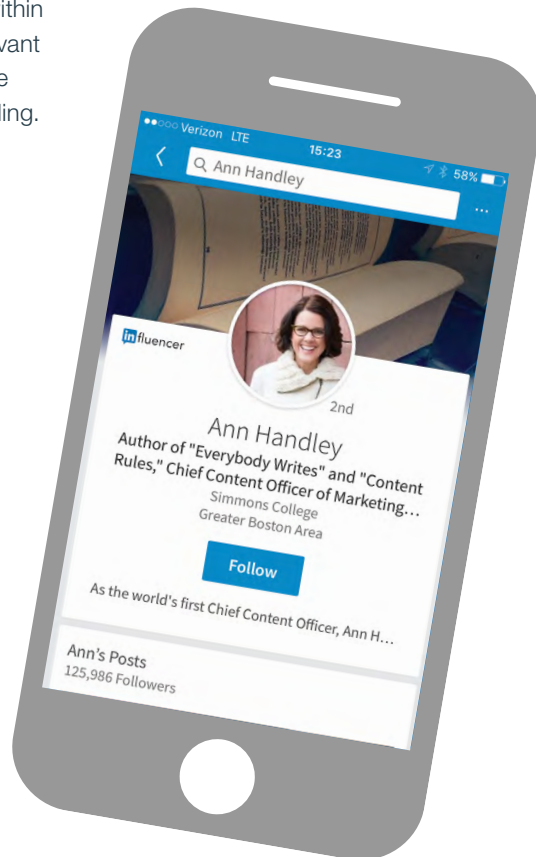 ithin
vant
e
ling.
Verizon LTE 15:23 58%
Ann Handley
...
influencer
2nd
Ann Handley
Author of "Everybody Writes" and "Content
Rules," Chief Content Officer of Marketing...
Simmons College
Greater Boston Area
Follow
As the world's first Chief Content Officer, Ann H...
Ann's Posts
125,986 Followers